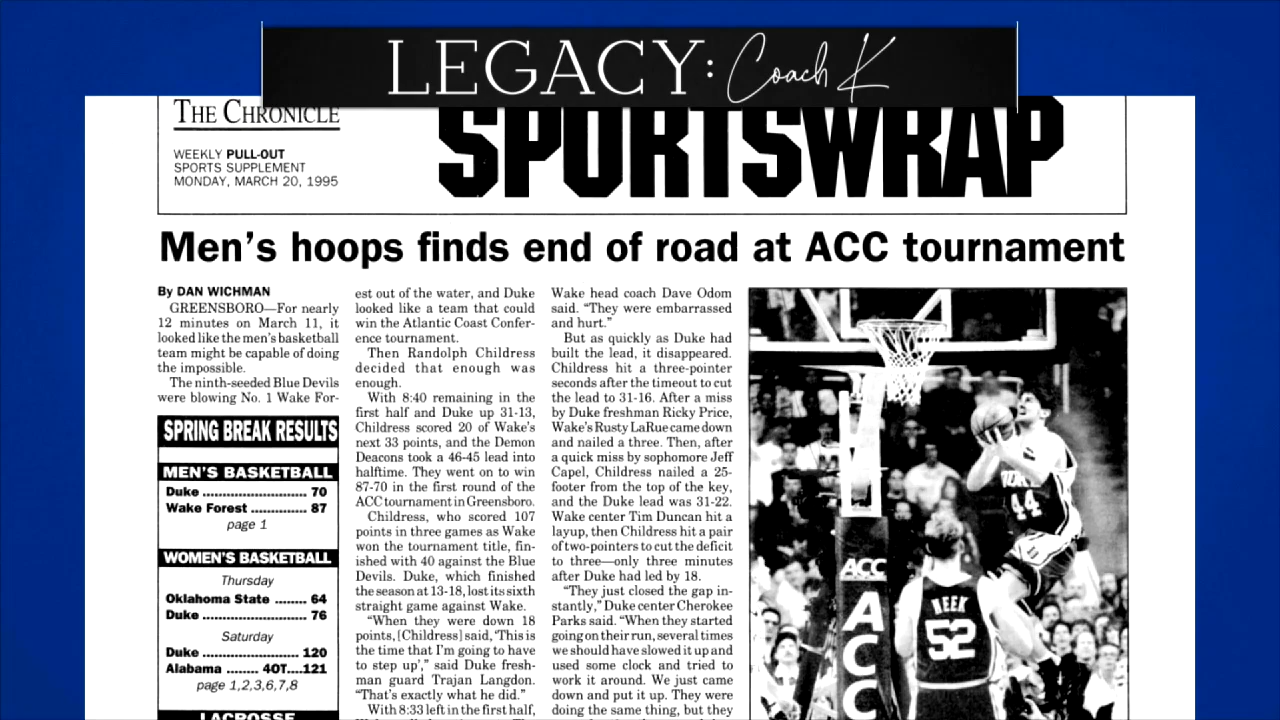 LEGACY: Coach K
THE CHRONICLE
SPORTSWRAP
WEEKLY PULL-OUT
SPORTS SUPPLEMENT
MONDAY, MARCH 20, 1995
Men's hoops finds end of road at ACC tournament
By DAN WICHMAN
GREENSBORO—For nearly
12 minutes on March 11, it
looked like the men's basketball
team might be capable of doing
the impossible.
The ninth-seeded Blue Devils
were blowing No. 1 Wake For-
SPRING BREAK RESULTS
MEN'S BASKETBALL
Duke ............................ 70
Wake Forest .............. 87
page 1
WOMEN'S BASKETBALL
Thursday
Oklahoma State ........ 64
Duke ............................ 76
Saturday
Duke .......................... 120
Alabama ........ 4OT....121
page 1,2,3,6,7,8
LACROSSE
est out of the water, and Duke
looked like a team that could
win the Atlantic Coast Confer-
ence tournament.
Then Randolph Childress
decided that enough was
enough.
With 8:40 remaining in the
first half and Duke up 31-13,
Childress scored 20 of Wake's
next 33 points, and the Demon
Deacons took a 46-45 lead into
halftime. They went on to win
87-70 in the first round of the
ACC tournament in Greensboro.
Childress, who scored 107
points in three games as Wake
won the tournament title, fin-
ished with 40 against the Blue
Devils. Duke, which finished
the season at 13-18, lost its sixth
straight game against Wake.
"When they were down 18
points, [Childress] said, 'This is
the time that I'm going to have
to step up'," said Duke fresh-
man guard Trajan Langdon.
"That's exactly what he did."
With 8:33 left in the first half,
Wake head coach Dave Odom
said. "They were embarrassed
and hurt."
But as quickly as Duke had
built the lead, it disappeared.
Childress hit a three-pointer
seconds after the timeout to cut
the lead to 31-16. After a miss
by Duke freshman Ricky Price,
Wake's Rusty LaRue came down
and nailed a three. Then, after
a quick miss by sophomore Jeff
Capel, Childress nailed a 25-
footer from the top of the key,
and the Duke lead was 31-22.
Wake center Tim Duncan hit a
layup, then Childress hit a pair
of two-pointers to cut the deficit
to three—only three minutes
after Duke had led by 18.
"They just closed the gap in-
stantly," Duke center Cherokee
Parks said. "When they started
going on their run, several times
we should have slowed it up and
used some clock and tried to
work it around. We just came
down and put it up. They were
doing the same thing, but they
44
MEEK
52
ACC
A
C
C